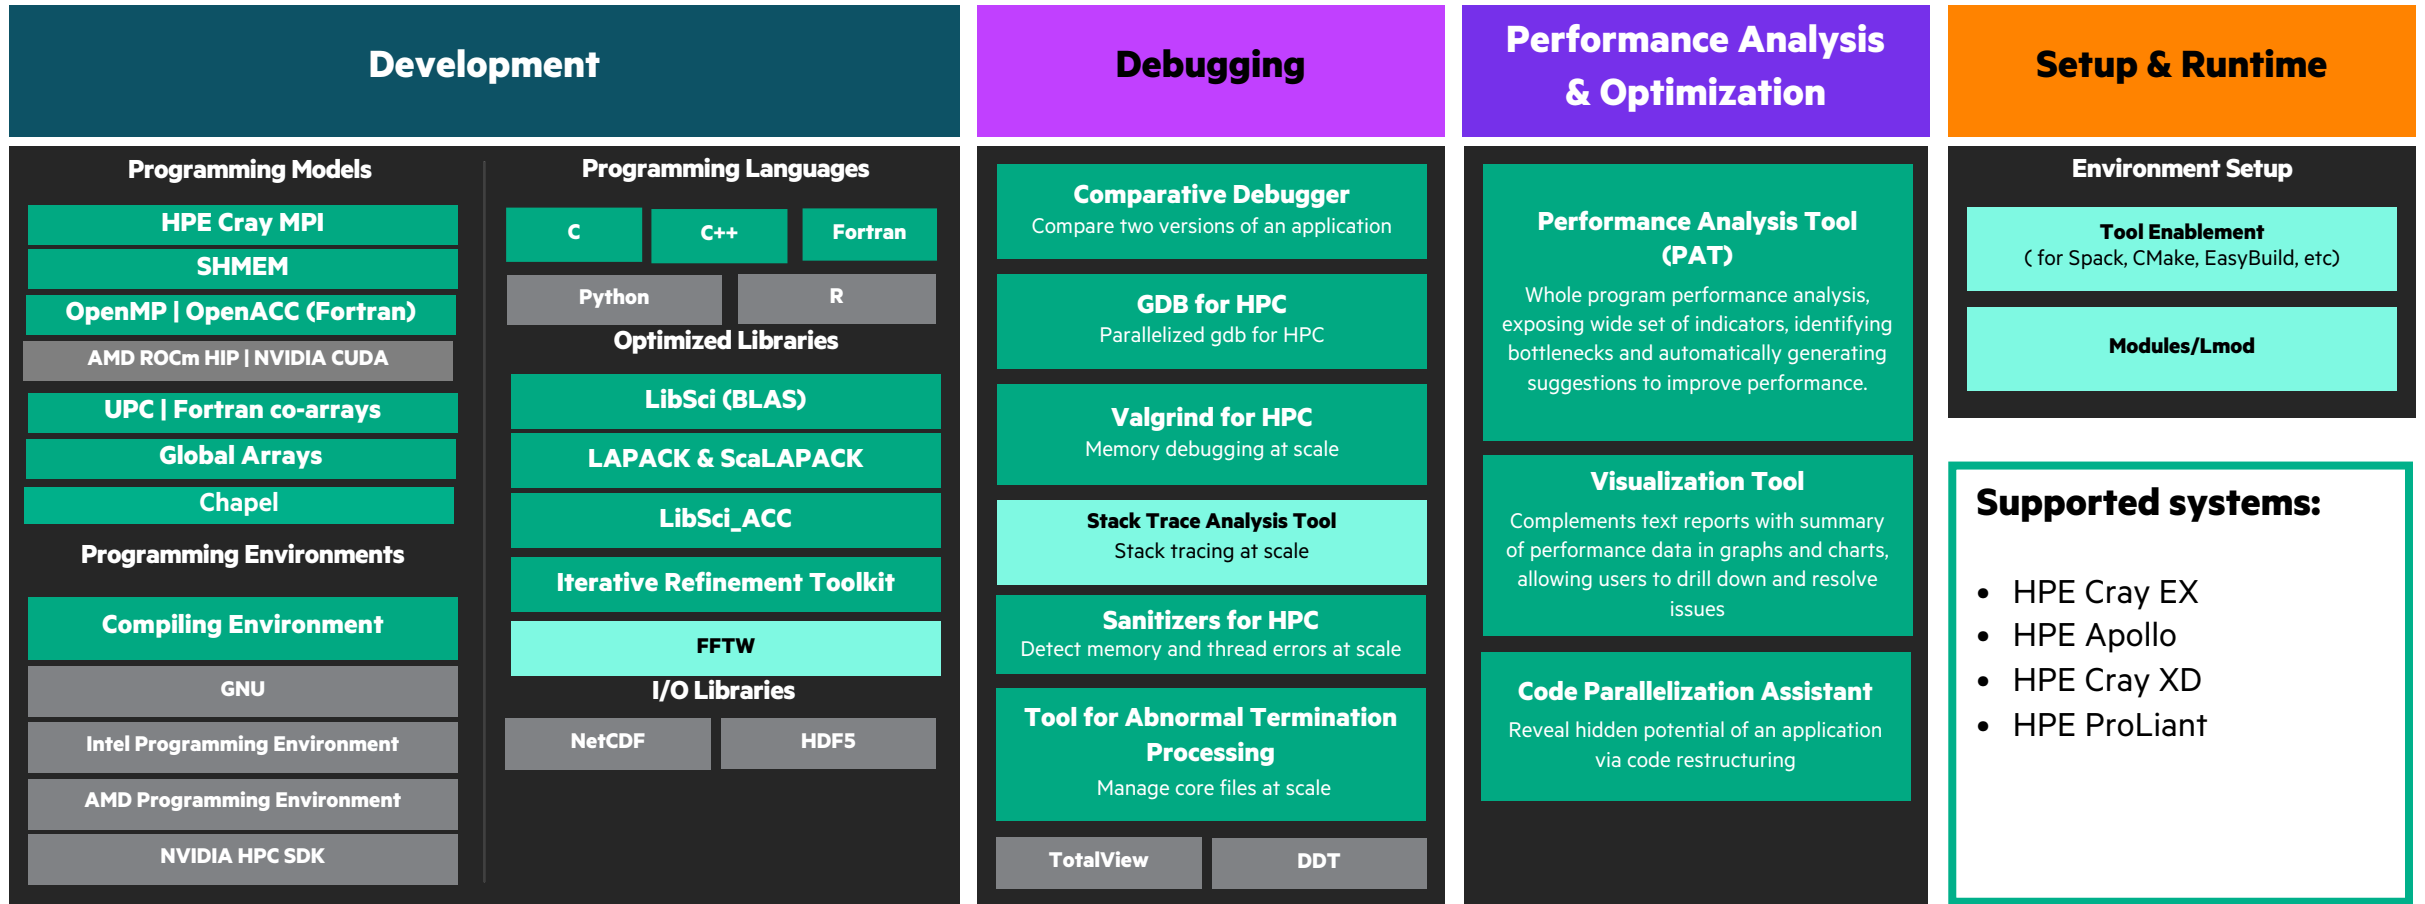 Development
Programming Models
HPE Cray MPI
SHMEM
OpenMP | OpenACC (Fortran)
AMD ROCm HIP | NVIDIA CUDA
UPC | Fortran co-arrays
Global Arrays
Chapel
Programming Environments
Compiling Environment
GNU
Intel Programming Environment
AMD Programming Environment
NVIDIA HPC SDK
Programming Languages
C
C++
Fortran
Python
R
Optimized Libraries
LibSci (BLAS)
LAPACK & ScaLAPACK
LibSci_ACC
Iterative Refinement Toolkit
FFTW
I/O Libraries
NetCDF
HDF5
Debugging
Comparative Debugger
Compare two versions of an application
GDB for HPC
Parallelized gdb for HPC
Valgrind for HPC
Memory debugging at scale
Stack Trace Analysis Tool
Stack tracing at scale
Sanitizers for HPC
Detect memory and thread errors at scale
Tool for Abnormal Termination
Processing
Manage core files at scale
TotalView
DDT
Performance Analysis
& Optimization
Performance Analysis Tool
(PAT)
Whole program performance analysis,
exposing wide set of indicators, identifying
bottlenecks and automatically generating
suggestions to improve performance.
Visualization Tool
Complements text reports with summary
of performance data in graphs and charts,
allowing users to drill down and resolve
issues
Code Parallelization Assistant
Reveal hidden potential of an application
via code restructuring
Setup & Runtime
Environment Setup
Tool Enablement
( for Spack, CMake, EasyBuild, etc)
Modules/Lmod
Supported systems:
• HPE Cray EX
• HPE Apollo
• HPE Cray XD
• HPE ProLiant